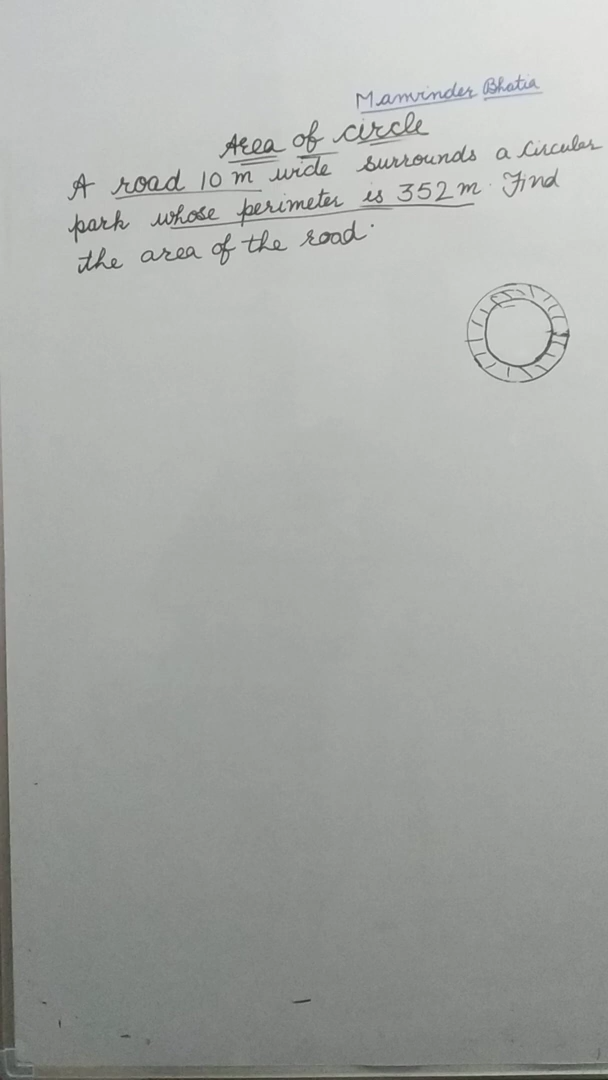 Manvinder Bhatia
Area of circle
A road 10 m wide surrounds a circular
park whose perimeter is 352 m. Find
the area of the road.